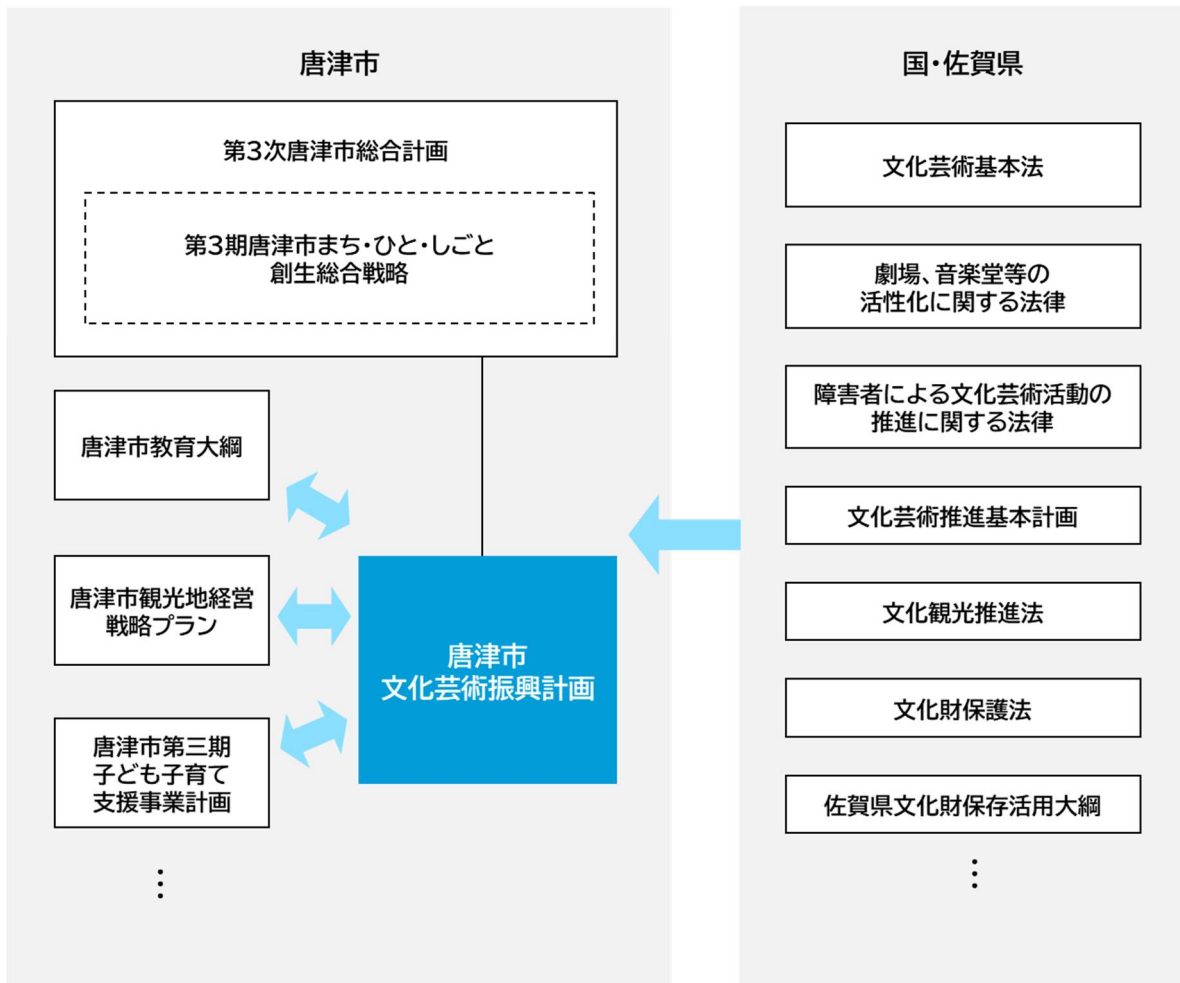 唐津市
第3次唐津市総合計画
第3期唐津市まち・ひと・しごと
創生総合戦略
唐津市教育大綱
唐津市観光地経営
戦略プラン
唐津市第三期
子ども子育て
支援事業計画
⋮
唐津市
文化芸術振興計画
国・佐賀県
文化芸術基本法
劇場、音楽堂等の
活性化に関する法律
障害者による文化芸術活動の
推進に関する法律
文化芸術推進基本計画
文化観光推進法
文化財保護法
佐賀県文化財保存活用大綱
⋮